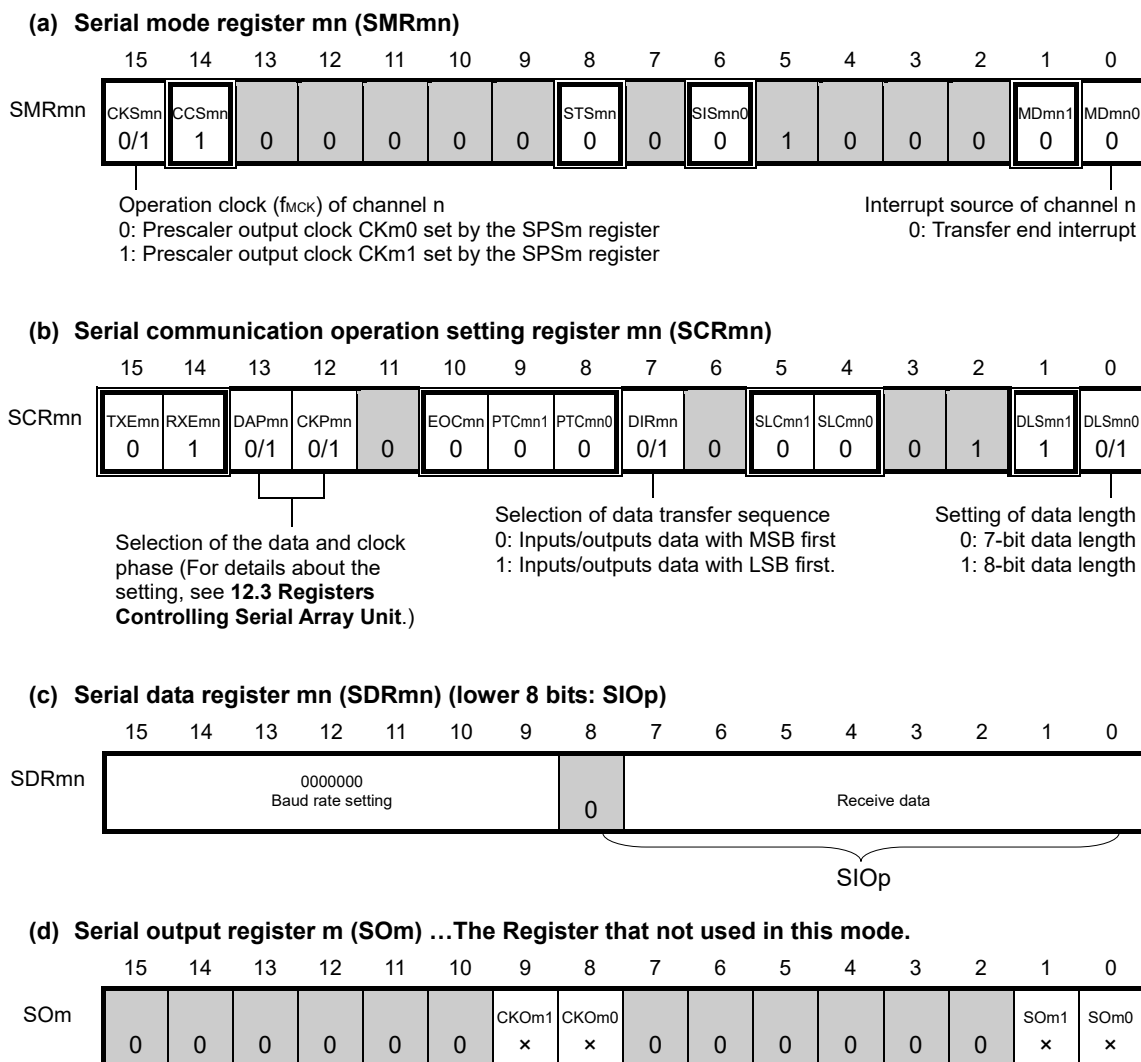 (a) Serial mode register mn (SMRmn)
15 14 13 12 11 10 9 8 7 6 5 4 3 2 1 0
SMRmn CKSmn CCSmn STSmn SISmn0 MDmn1 MDmn0
0/1 1 0 0 0 0 0 0 0 0 1 0 0 0 0 0
Operation clock (fMCK) of channel n
0: Prescaler output clock CKm0 set by the SPSm register
1: Prescaler output clock CKm1 set by the SPSm register
Interrupt source of channel n
0: Transfer end interrupt
(b) Serial communication operation setting register mn (SCRmn)
15 14 13 12 11 10 9 8 7 6 5 4 3 2 1 0
SCRmn TXEmn RXEmn DAPmn CKPmn EOCmn PTCmn1 PTCmn0 DIRmn SLCmn1 SLCmn0 DLSmn1 DLSmn0
0 1 0/1 0/1 0 0 0 0 0/1 0 0 0 0 1 1 0/1
Selection of the data and clock
phase (For details about the
setting, see 12.3 Registers
Controlling Serial Array Unit.)
Selection of data transfer sequence
0: Inputs/outputs data with MSB first
1: Inputs/outputs data with LSB first.
Setting of data length
0: 7-bit data length
1: 8-bit data length
(c) Serial data register mn (SDRmn) (lower 8 bits: SIOp)
15 14 13 12 11 10 9 8 7 6 5 4 3 2 1 0
SDRmn
0000000
Baud rate setting
0
Receive data
SIOp
(d) Serial output register m (SOm) …The Register that not used in this mode.
15 14 13 12 11 10 9 8 7 6 5 4 3 2 1 0
SOm CKOm1 CKOm0 SOm1 SOm0
0 0 0 0 0 0 × × 0 0 0 0 0 0 × ×